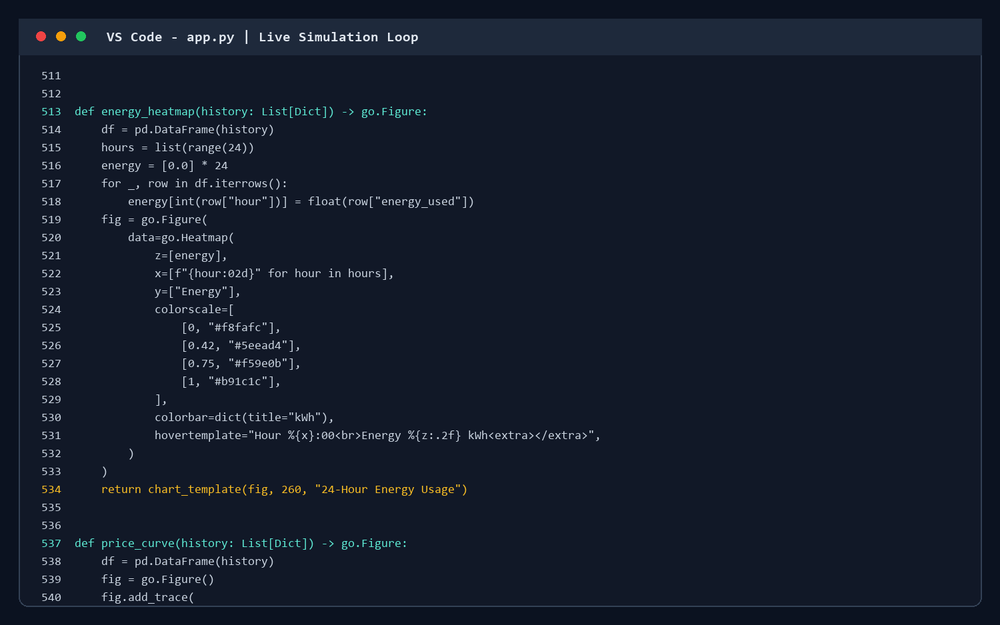 VS Code - app.py | Live Simulation Loop
511
512
513 def energy_heatmap(history: List[Dict]) -> go.Figure:
514     df = pd.DataFrame(history)
515     hours = list(range(24))
516     energy = [0.0] * 24
517     for _, row in df.iterrows():
518         energy[int(row["hour"])] = float(row["energy_used"])
519     fig = go.Figure(
520         data=go.Heatmap(
521             z=[energy],
522             x=[f"{hour:02d}" for hour in hours],
523             y=["Energy"],
524             colorscale=[
525                 [0, "#f8fafc"],
526                 [0.42, "#5eead4"],
527                 [0.75, "#f59e0b"],
528                 [1, "#b91c1c"],
529             ],
530             colorbar=dict(title="kWh"),
531             hovertemplate="Hour %{x}:00<br>Energy %{z:.2f} kWh<extra></extra>",
532         )
533     )
534     return chart_template(fig, 260, "24-Hour Energy Usage")
535
536
537 def price_curve(history: List[Dict]) -> go.Figure:
538     df = pd.DataFrame(history)
539     fig = go.Figure()
540     fig.add_trace(